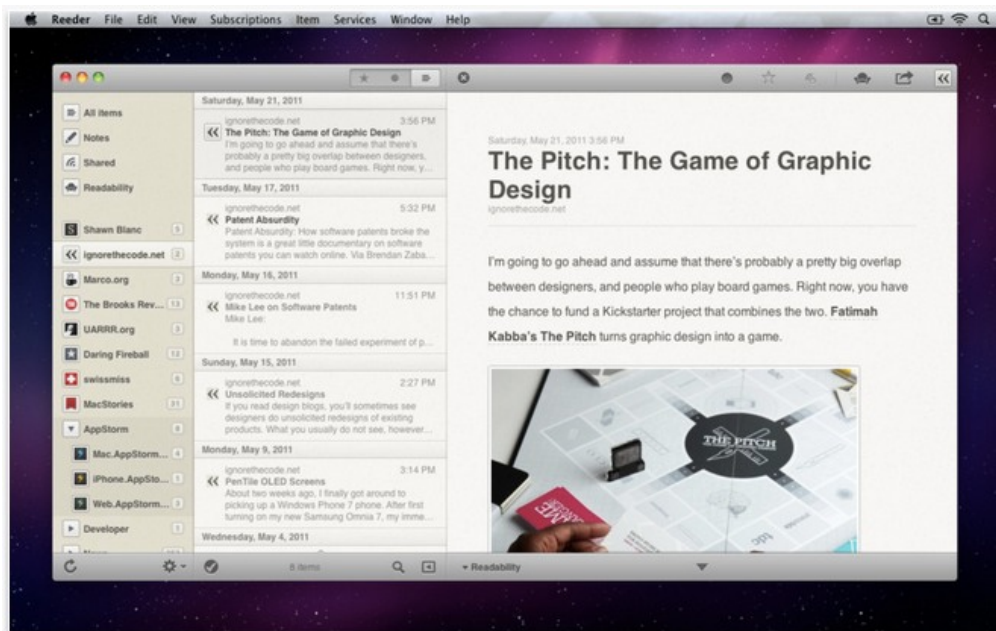 Reeder File Edit View Subscriptions Item Services Window Help
All items
Notes
Shared
Readability
Shawn Blanc 5
ignorethecode.net 2
Marco.org 3
The Brooks Rev... 13
UARRR.org 3
Daring Fireball 12
swissmiss 6
MacStories 31
AppStorm 8
Mac.AppStorm... 4
iPhone.AppSto... 1
Web.AppStorm... 3
Developer 1
Saturday, May 21, 2011
ignorethecode.net 3:56 PM
The Pitch: The Game of Graphic Design
I'm going to go ahead and assume that there's
probably a pretty big overlap between designers,
and people who play board games. Right now, y...
Tuesday, May 17, 2011
ignorethecode.net 5:32 PM
Patent Absurdity
Patent Absurdity: How software patents broke the
system is a great little documentary on software
patents you can watch online. Via Brendan Zaba...
Monday, May 16, 2011
ignorethecode.net 11:51 PM
Mike Lee on Software Patents
Mike Lee:
It is time to abandon the failed experiment of p...
Sunday, May 15, 2011
ignorethecode.net 2:27 PM
Unsolicited Redesigns
If you read design blogs, you'll sometimes see
designers do unsolicited redesigns of existing
products. What you usually do not see, however...
Monday, May 9, 2011
ignorethecode.net 3:14 PM
PenTile OLED Screens
About two weeks ago, I finally got around to
picking up a Windows Phone 7 phone. After first
turning on my new Samsung Omnia 7, my imme...
Wednesday, May 4, 2011
8 items
Saturday, May 21, 2011 3:56 PM
The Pitch: The Game of Graphic
Design
ignorethecode.net
I'm going to go ahead and assume that there's probably a pretty big overlap
between designers, and people who play board games. Right now, you have
the chance to fund a Kickstarter project that combines the two. Fatimah
Kabba's The Pitch turns graphic design into a game.
THE PITCH
tdc
Readability